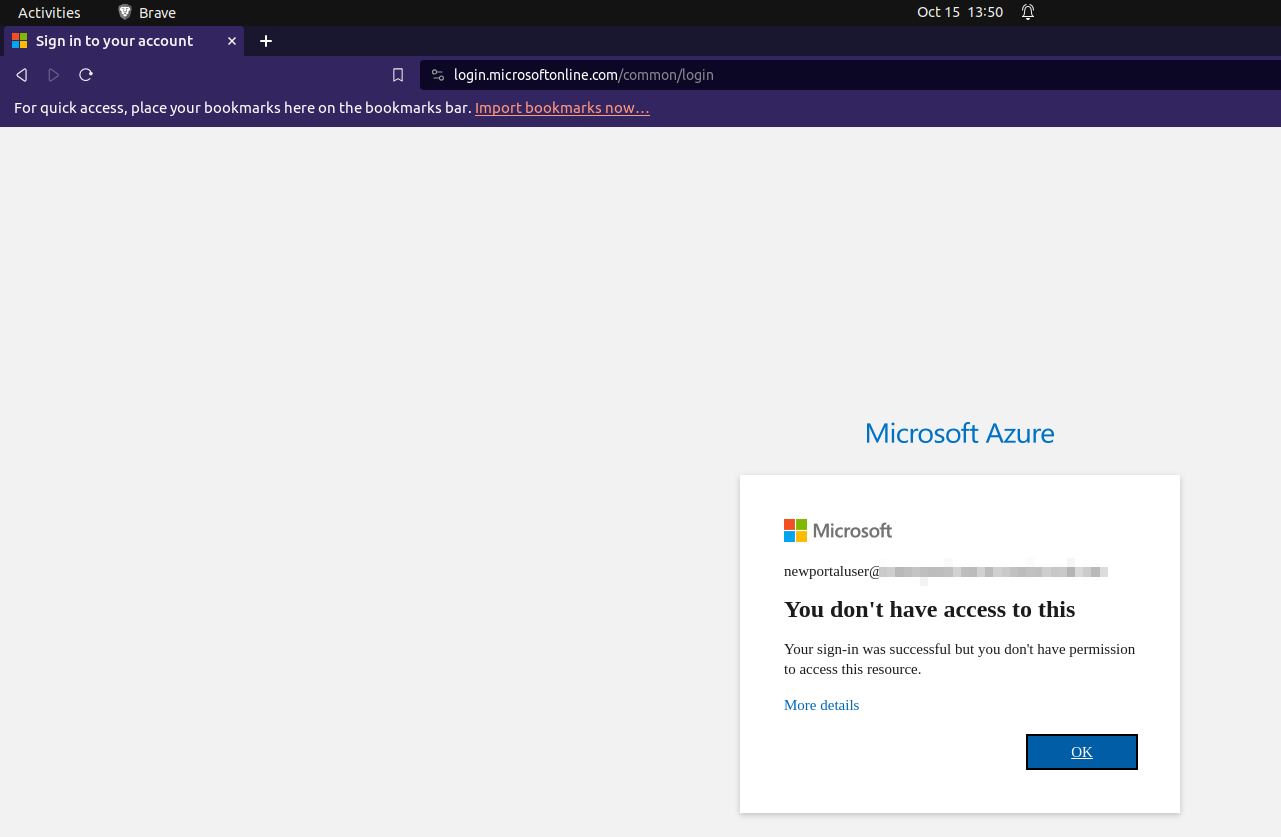 Activities Brave Oct 15 13:50
Sign in to your account
login.microsoftonline.com/common/login
For quick access, place your bookmarks here on the bookmarks bar. Import bookmarks now...
Microsoft Azure
Microsoft
newportaluser@
You don't have access to this
Your sign-in was successful but you don't have permission
to access this resource.
More details
OK